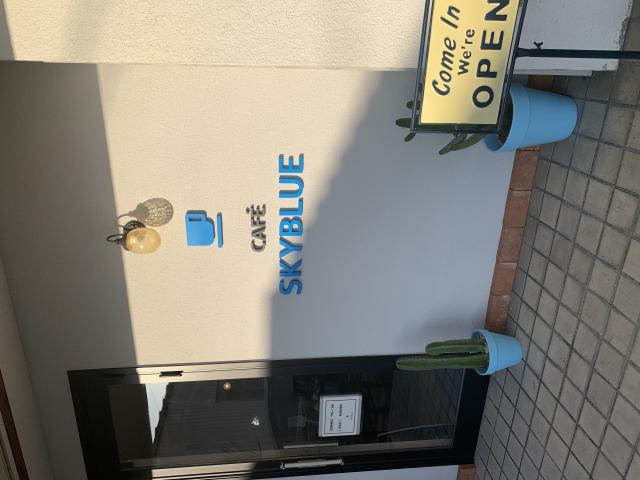 Come In
We're
OPEN
CAFÉ
SKYBLUE